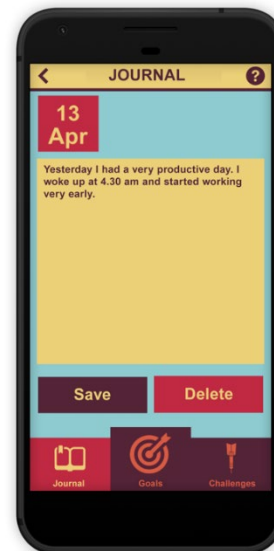 JOURNAL ?
13
Apr
Yesterday I had a very productive day. I
woke up at 4.30 am and started working
very early.
Save Delete
Journal Goals Challenges